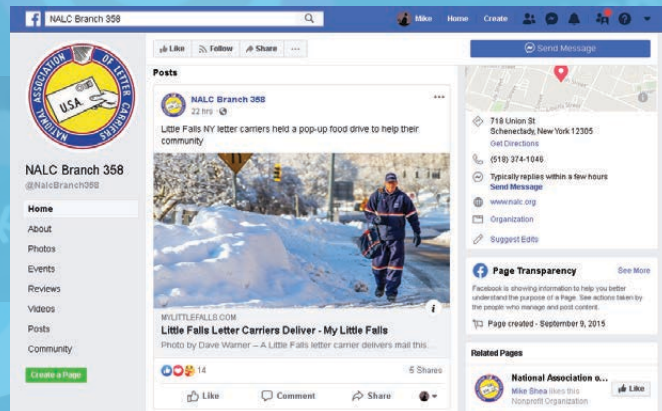 NALC Branch 358
Mike Home Create
NATIONAL ASSOCIATION OF LETTER CARRIERS
U.S.A.
NALC Branch 358
@NalcBranch358
Home
About
Photos
Events
Reviews
Videos
Posts
Community
Create a Page
Like Follow Share ...
Posts
NALC Branch 358
22 hrs
Little Falls NY letter carriers held a pop-up food drive to help their
community
MYLITTLEFALLS.COM
Little Falls Letter Carriers Deliver - My Little Falls
Photo by Dave Warner – A Little Falls letter carrier delivers mail this...
14
5 Shares
Like Comment Share
Send Message
718 Union St
Schenectady, New York 12305
Get Directions
(518) 374-1046
Typically replies within a few hours
Send Message
www.nalc.org
Organization
Suggest Edits
Page Transparency See More
Facebook is showing information to help you better
understand the purpose of a Page. See actions taken by
the people who manage and post content.
Page created - September 9, 2015
Related Pages
National Association o...
Mike Shea likes this
Nonprofit Organization
Like